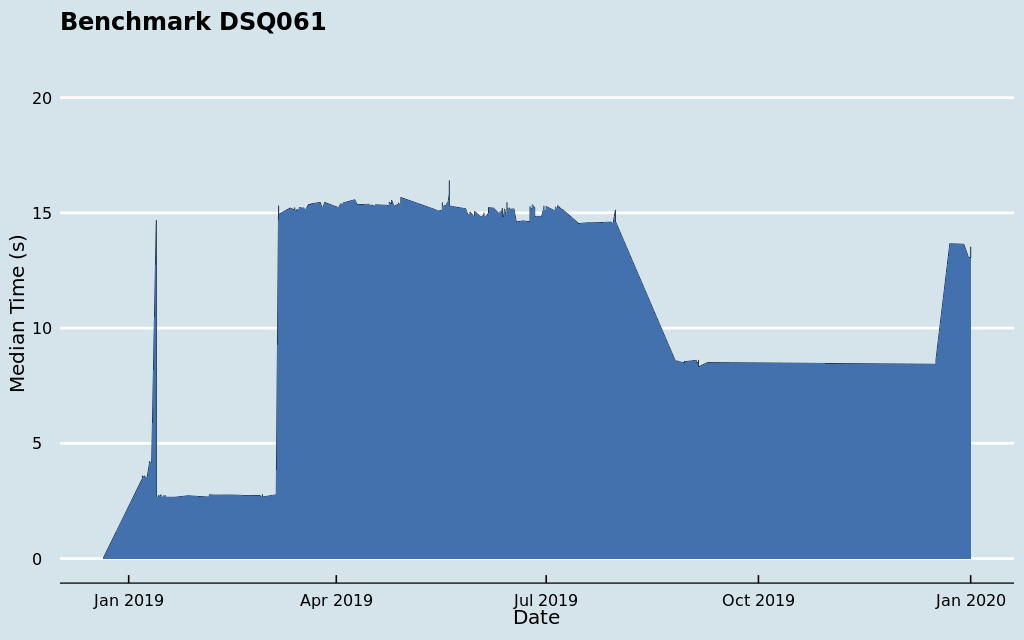 Benchmark DSQ061
20
15
10
5
0
Median Time (s)
Jan 2019
Apr 2019
Jul 2019
Oct 2019
Jan 2020
Date